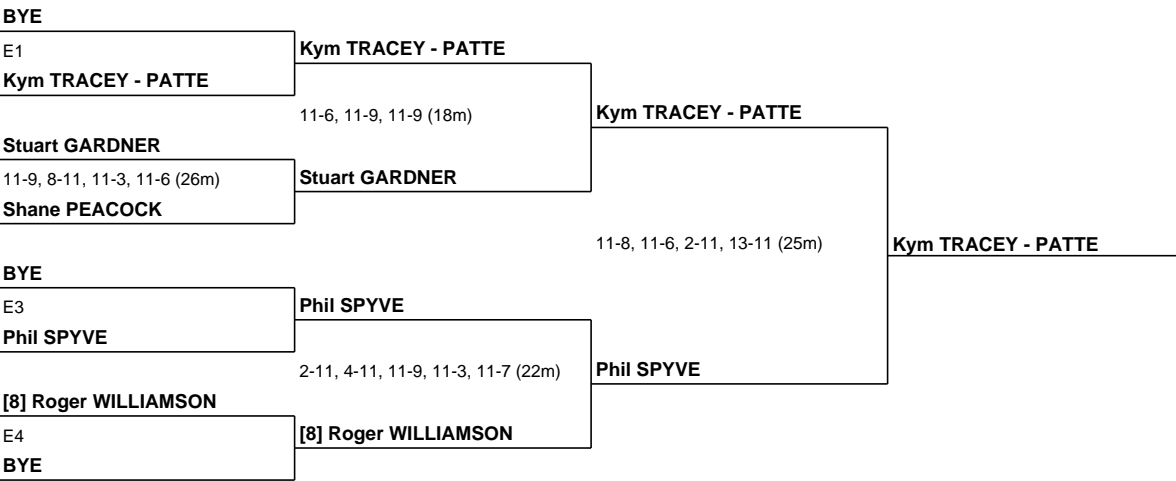 BYE
E1
Kym TRACEY - PATTE
Kym TRACEY - PATTE
11-6, 11-9, 11-9 (18m)
Kym TRACEY - PATTE
Stuart GARDNER
11-9, 8-11, 11-3, 11-6 (26m)
Shane PEACOCK
Stuart GARDNER
11-8, 11-6, 2-11, 13-11 (25m)
Kym TRACEY - PATTE
BYE
E3
Phil SPYVE
Phil SPYVE
2-11, 4-11, 11-9, 11-3, 11-7 (22m)
Phil SPYVE
[8] Roger WILLIAMSON
E4
BYE
[8] Roger WILLIAMSON